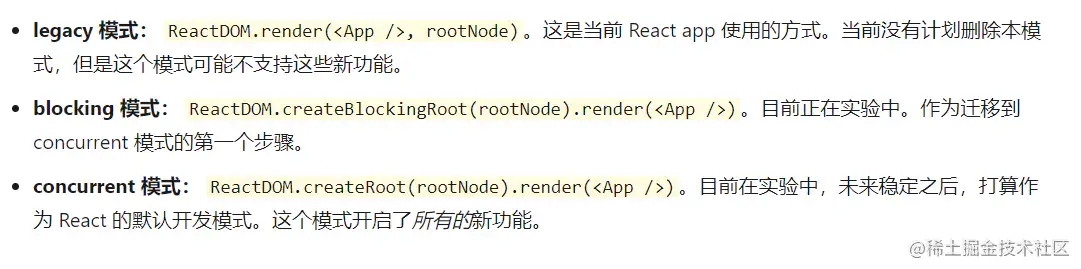 • legacy 模式： ReactDOM.render(<App />, rootNode)。这是当前 React app 使用的方式。当前没有计划删除本模
式，但是这个模式可能不支持这些新功能。
• blocking 模式： ReactDOM.createBlockingRoot(rootNode).render(<App />)。目前正在实验中。作为迁移到
concurrent 模式的第一个步骤。
• concurrent 模式： ReactDOM.createRoot(rootNode).render(<App />)。目前在实验中，未来稳定之后，打算作
为 React 的默认开发模式。这个模式开启了所有的新功能。
@稀土掘金技术社区